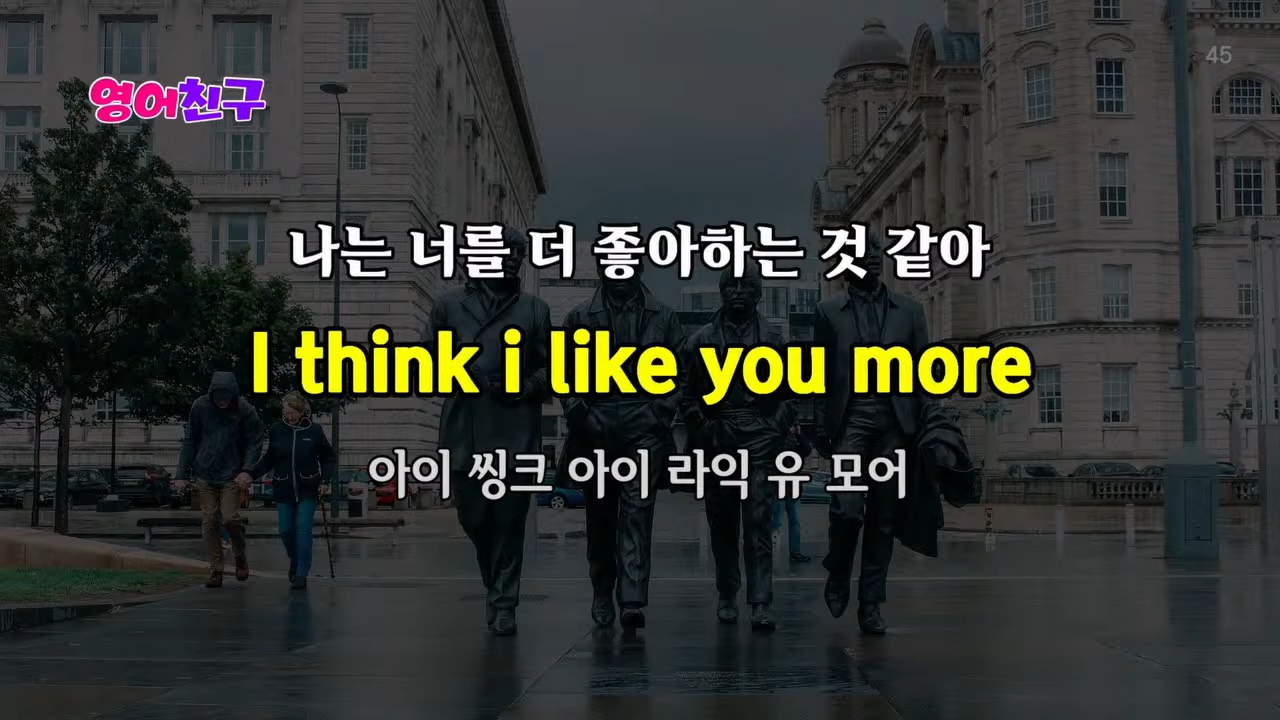 45
영어친구
나는 너를 더 좋아하는 것 같아
I think i like you more
아이 씽크 아이 라익 유 모어